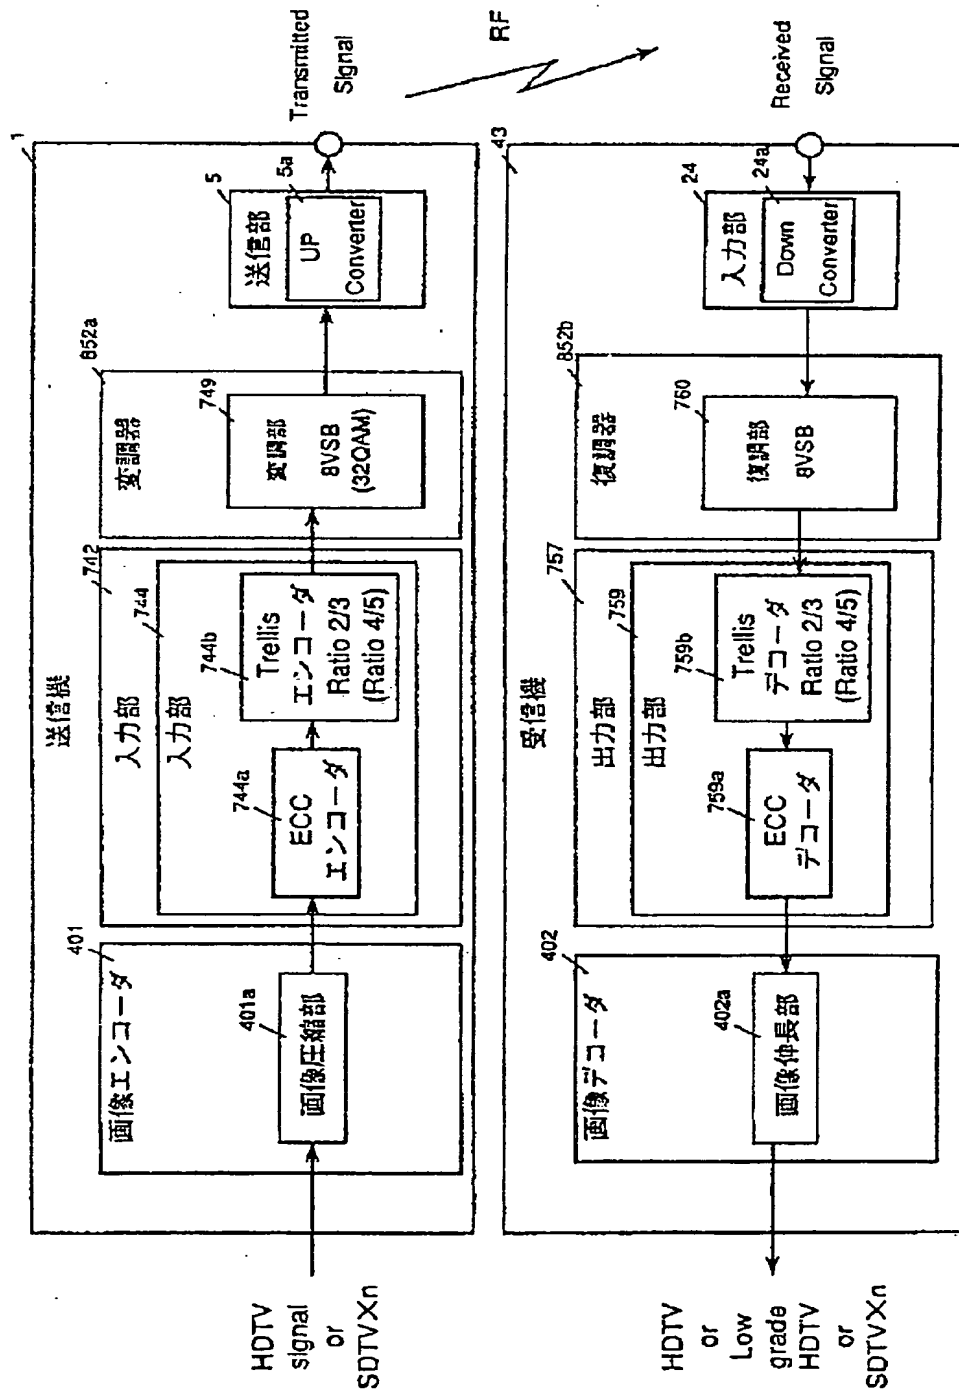 送信機
1
画像エンコーダ
401
401a
画像圧縮部
HDTV
signal
or
SDTV×n
入力部
742
入力部
744
744a
ECC
エンコーダ
744b
Trellis
エンコーダ
Ratio 2/3
(Ratio 4/5)
変調器
852a
749
変調部
8VSB
(32QAM)
5
送信部
5a
UP
Converter
Transmitted
Signal
RF
受信機
43
画像デコーダ
402
402a
画像伸長部
HDTV
or
Low
grade
HDTV
or
SDTV×n
出力部
757
出力部
759
759a
ECC
デコーダ
759b
Trellis
デコーダ
Ratio 2/3
(Ratio 4/5)
復調器
852b
760
復調部
8VSB
24
入力部
24a
Down
Converter
Received
Signal